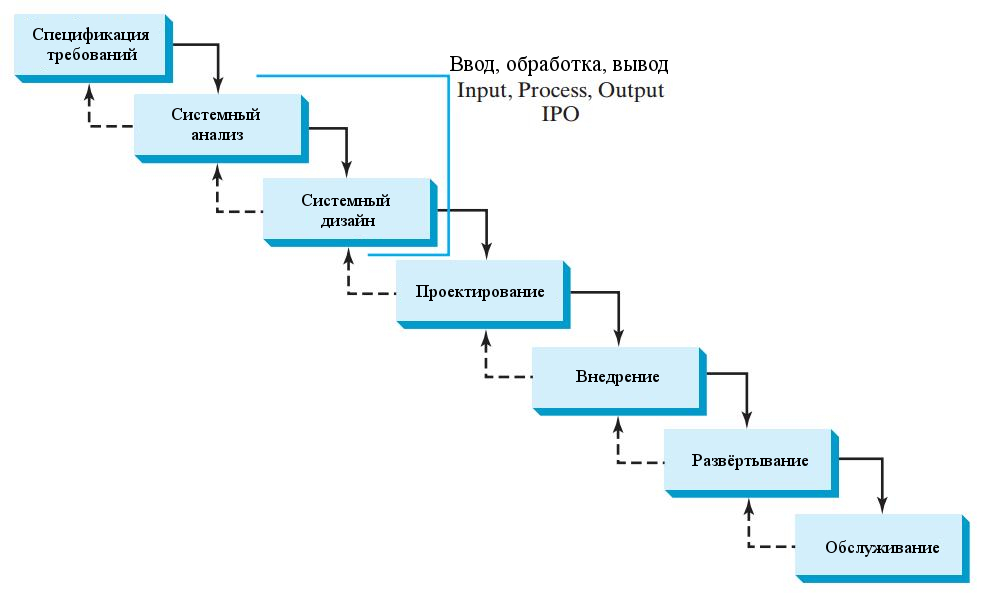 Спецификация
требований
Ввод, обработка, вывод
Input, Process, Output
IPO
Системный
анализ
Системный
дизайн
Проектирование
Внедрение
Развёртывание
Обслуживание